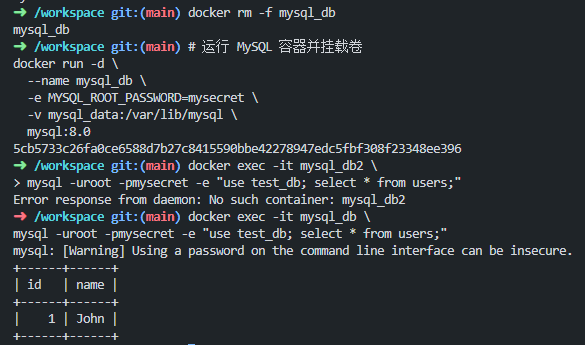 ➜ /workspace git:(main) docker rm -f mysql_db
mysql_db
➜ /workspace git:(main) # 运行 MySQL 容器并挂载卷
docker run -d \
  --name mysql_db \
  -e MYSQL_ROOT_PASSWORD=mysecret \
  -v mysql_data:/var/lib/mysql \
  mysql:8.0
5cb5733c26fa0ce6588d7b27c8415590bbe42278947edc5fbf308f23348ee396
➜ /workspace git:(main) docker exec -it mysql_db2 \
> mysql -uroot -pmysecret -e "use test_db; select * from users;"
Error response from daemon: No such container: mysql_db2
➜ /workspace git:(main) docker exec -it mysql_db \
mysql -uroot -pmysecret -e "use test_db; select * from users;"
mysql: [Warning] Using a password on the command line interface can be insecure.
+------+------+
| id   | name |
+------+------+
|    1 | John |
+------+------+